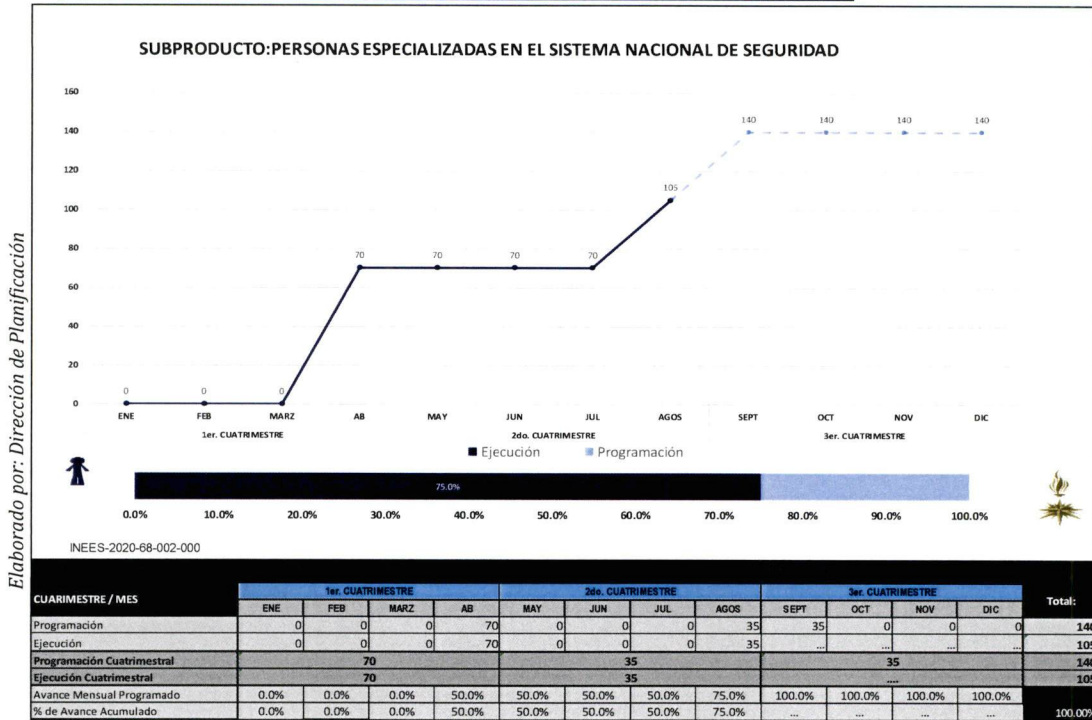 SUBPRODUCTO:PERSONAS ESPECIALIZADAS EN EL SISTEMA NACIONAL DE SEGURIDAD
160
140
120
100
80
60
40
20
0
0 0 0 70 70 70 70 105 140 140 140 140
ENE FEB MARZ AB MAY JUN JUL AGOS SEPT OCT NOV DIC
1er. CUATRIMESTRE 2do. CUATRIMESTRE 3er. CUATRIMESTRE
Ejecución Programación
75.0%
0.0% 10.0% 20.0% 30.0% 40.0% 50.0% 60.0% 70.0% 80.0% 90.0% 100.0%
INEES-2020-68-002-000
Elaborado por: Dirección de Planificación
CUARIMESTRE / MES 1er. CUATRIMESTRE 2do. CUATRIMESTRE 3er. CUATRIMESTRE Total:
ENE FEB MARZ AB MAY JUN JUL AGOS SEPT OCT NOV DIC
Programación 0 0 0 70 0 0 0 35 35 0 0 0 140
Ejecución 0 0 0 70 0 0 0 35 ... ... ... ... 105
Programación Cuatrimestral 70 35 35 140
Ejecución Cuatrimestral 70 35 .... 105
Avance Mensual Programado 0.0% 0.0% 0.0% 50.0% 50.0% 50.0% 50.0% 75.0% 100.0% 100.0% 100.0% 100.0%
% de Avance Acumulado 0.0% 0.0% 0.0% 50.0% 50.0% 50.0% 50.0% 75.0% ... ... ... ... 100.00%